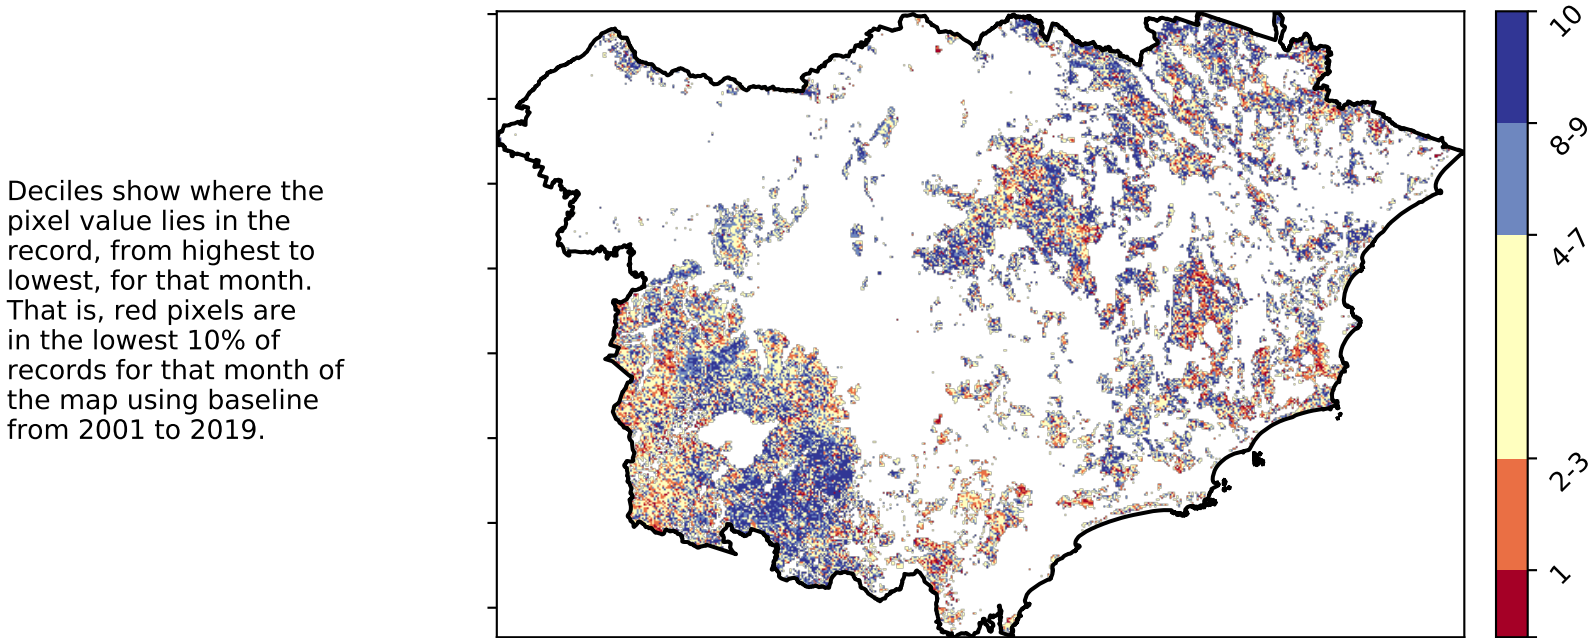 Deciles show where the
pixel value lies in the
record, from highest to
lowest, for that month.
That is, red pixels are
in the lowest 10% of
records for that month of
the map using baseline
from 2001 to 2019.
10
8-9
4-7
2-3
1